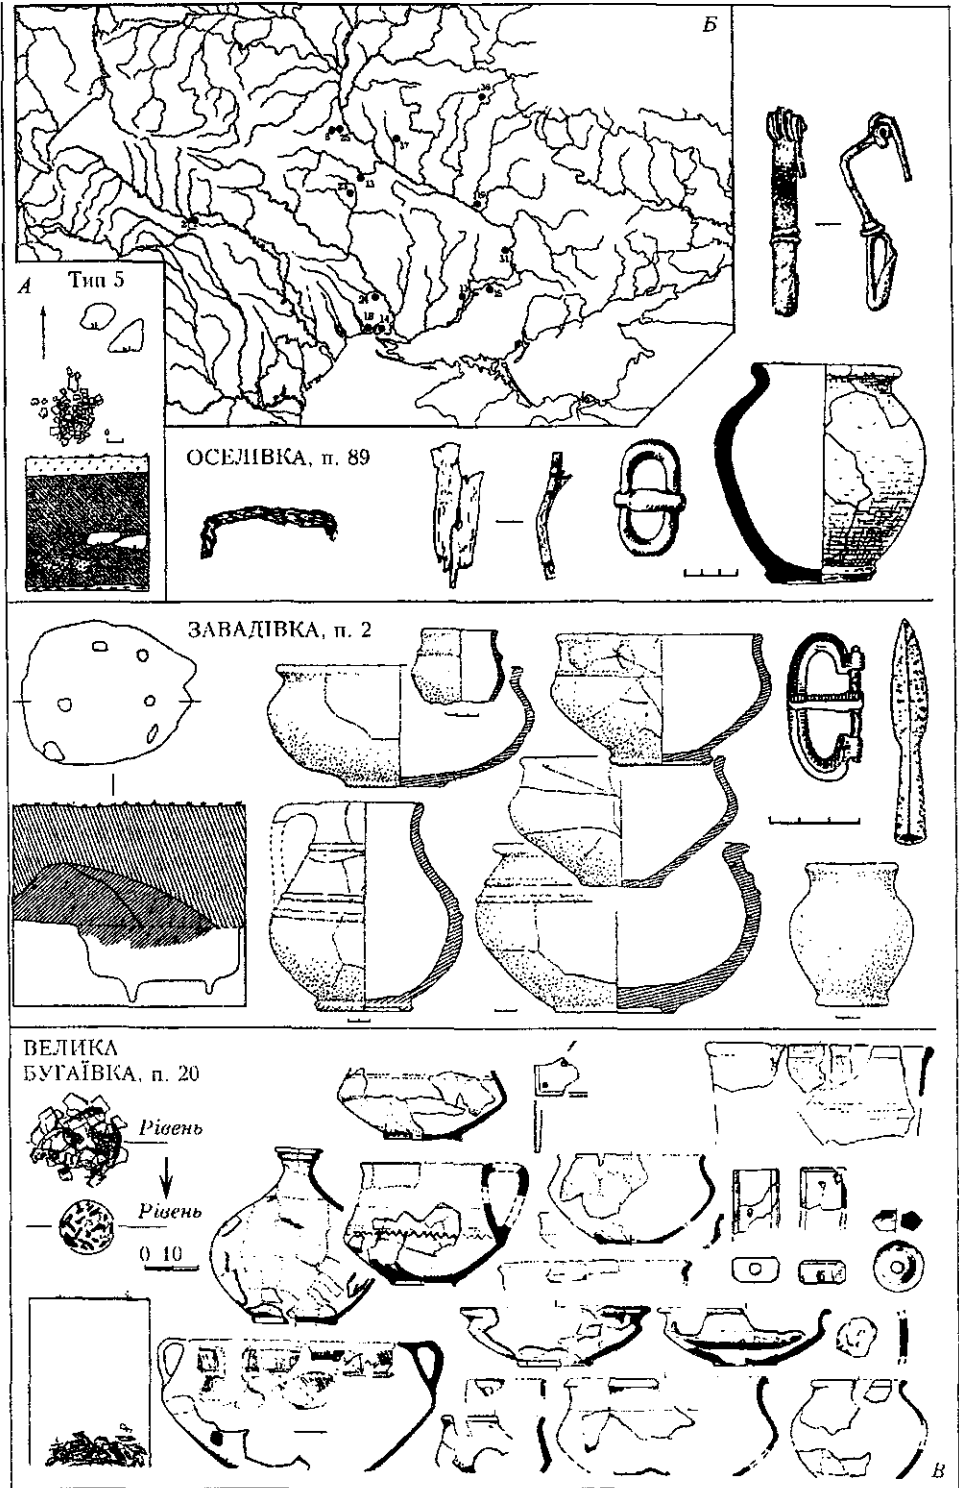 Б
А
Тип 5
ОСЕЛІВКА, п. 89
ЗАВАДІВКА, п. 2
ВЕЛИКА
БУГАЇВКА, п. 20
Рівень
Рівень
0 10
В